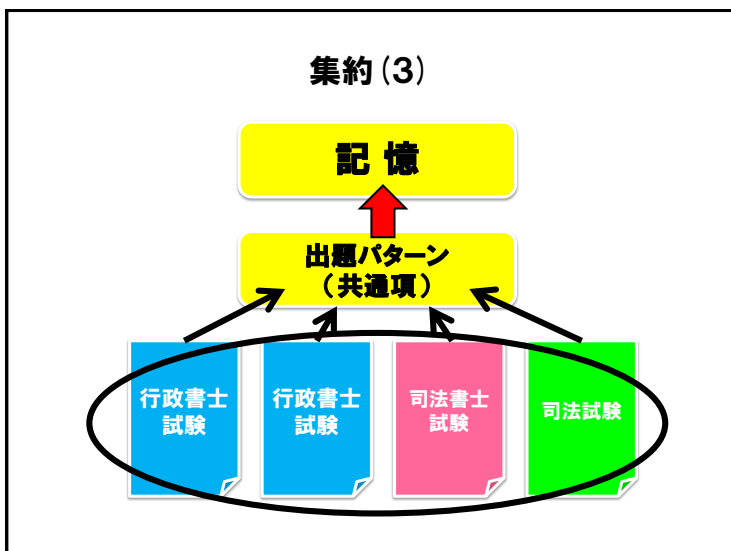 集約（3）
記 憶
出題パターン
（共通項）
行政書士
試験
行政書士
試験
司法書士
試験
司法試験